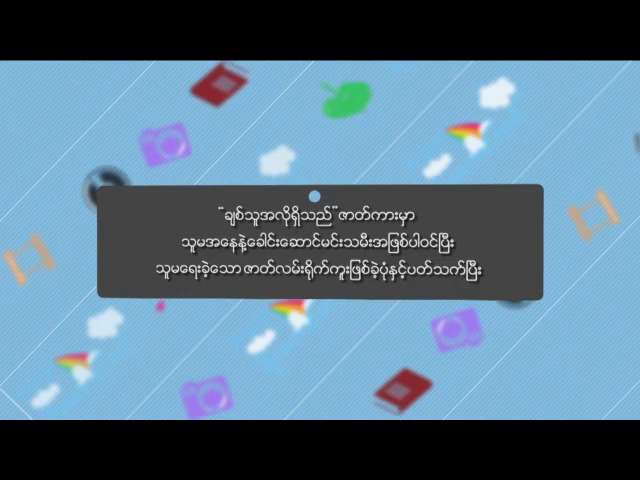 “ချစ်သူအလိုရှိသည်”ဇာတ်ကားမှာ
သူမအနေနဲ့ခေါင်းဆောင်မင်းသမီးအဖြစ်ပါဝင်ပြီး
သူမရေးခဲ့သော ဇာတ်လမ်းရိုက်ကူးဖြစ်ခဲ့ပုံနှင့်ပတ်သက်ပြီး